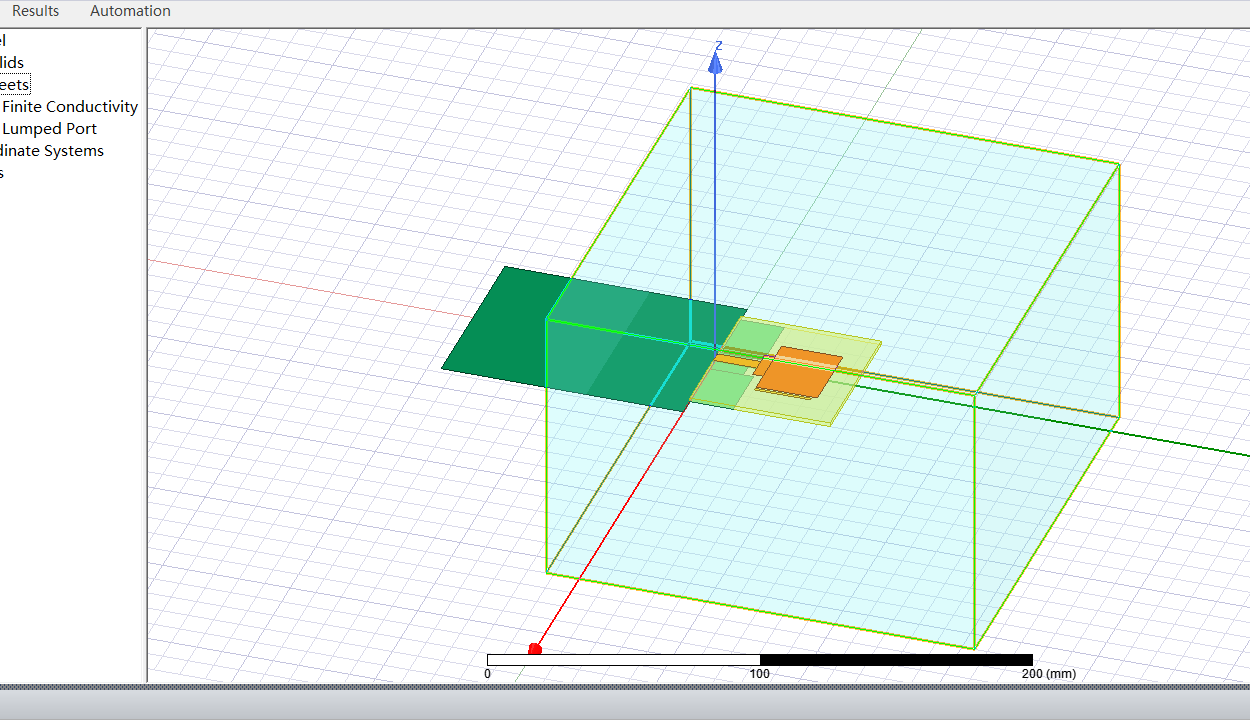 Results Automation
el
lids
eets
Finite Conductivity
Lumped Port
dinate Systems
s
Z
0 100 200 (mm)